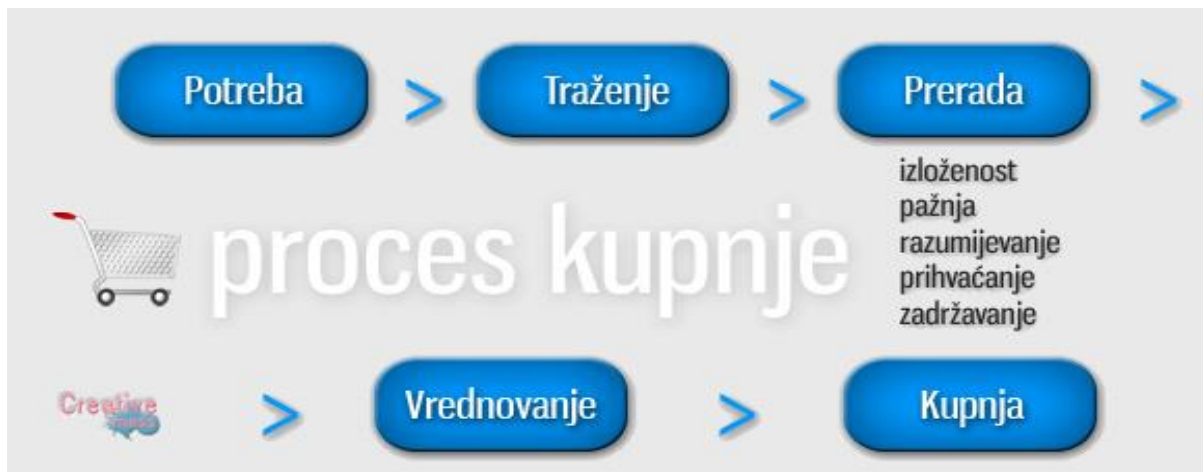 Potreba > Traženje > Prerada >
izloženost
pažnja
razumijevanje
prihvaćanje
zadržavanje
proces kupnje
Creative
> Vrednovanje > Kupnja